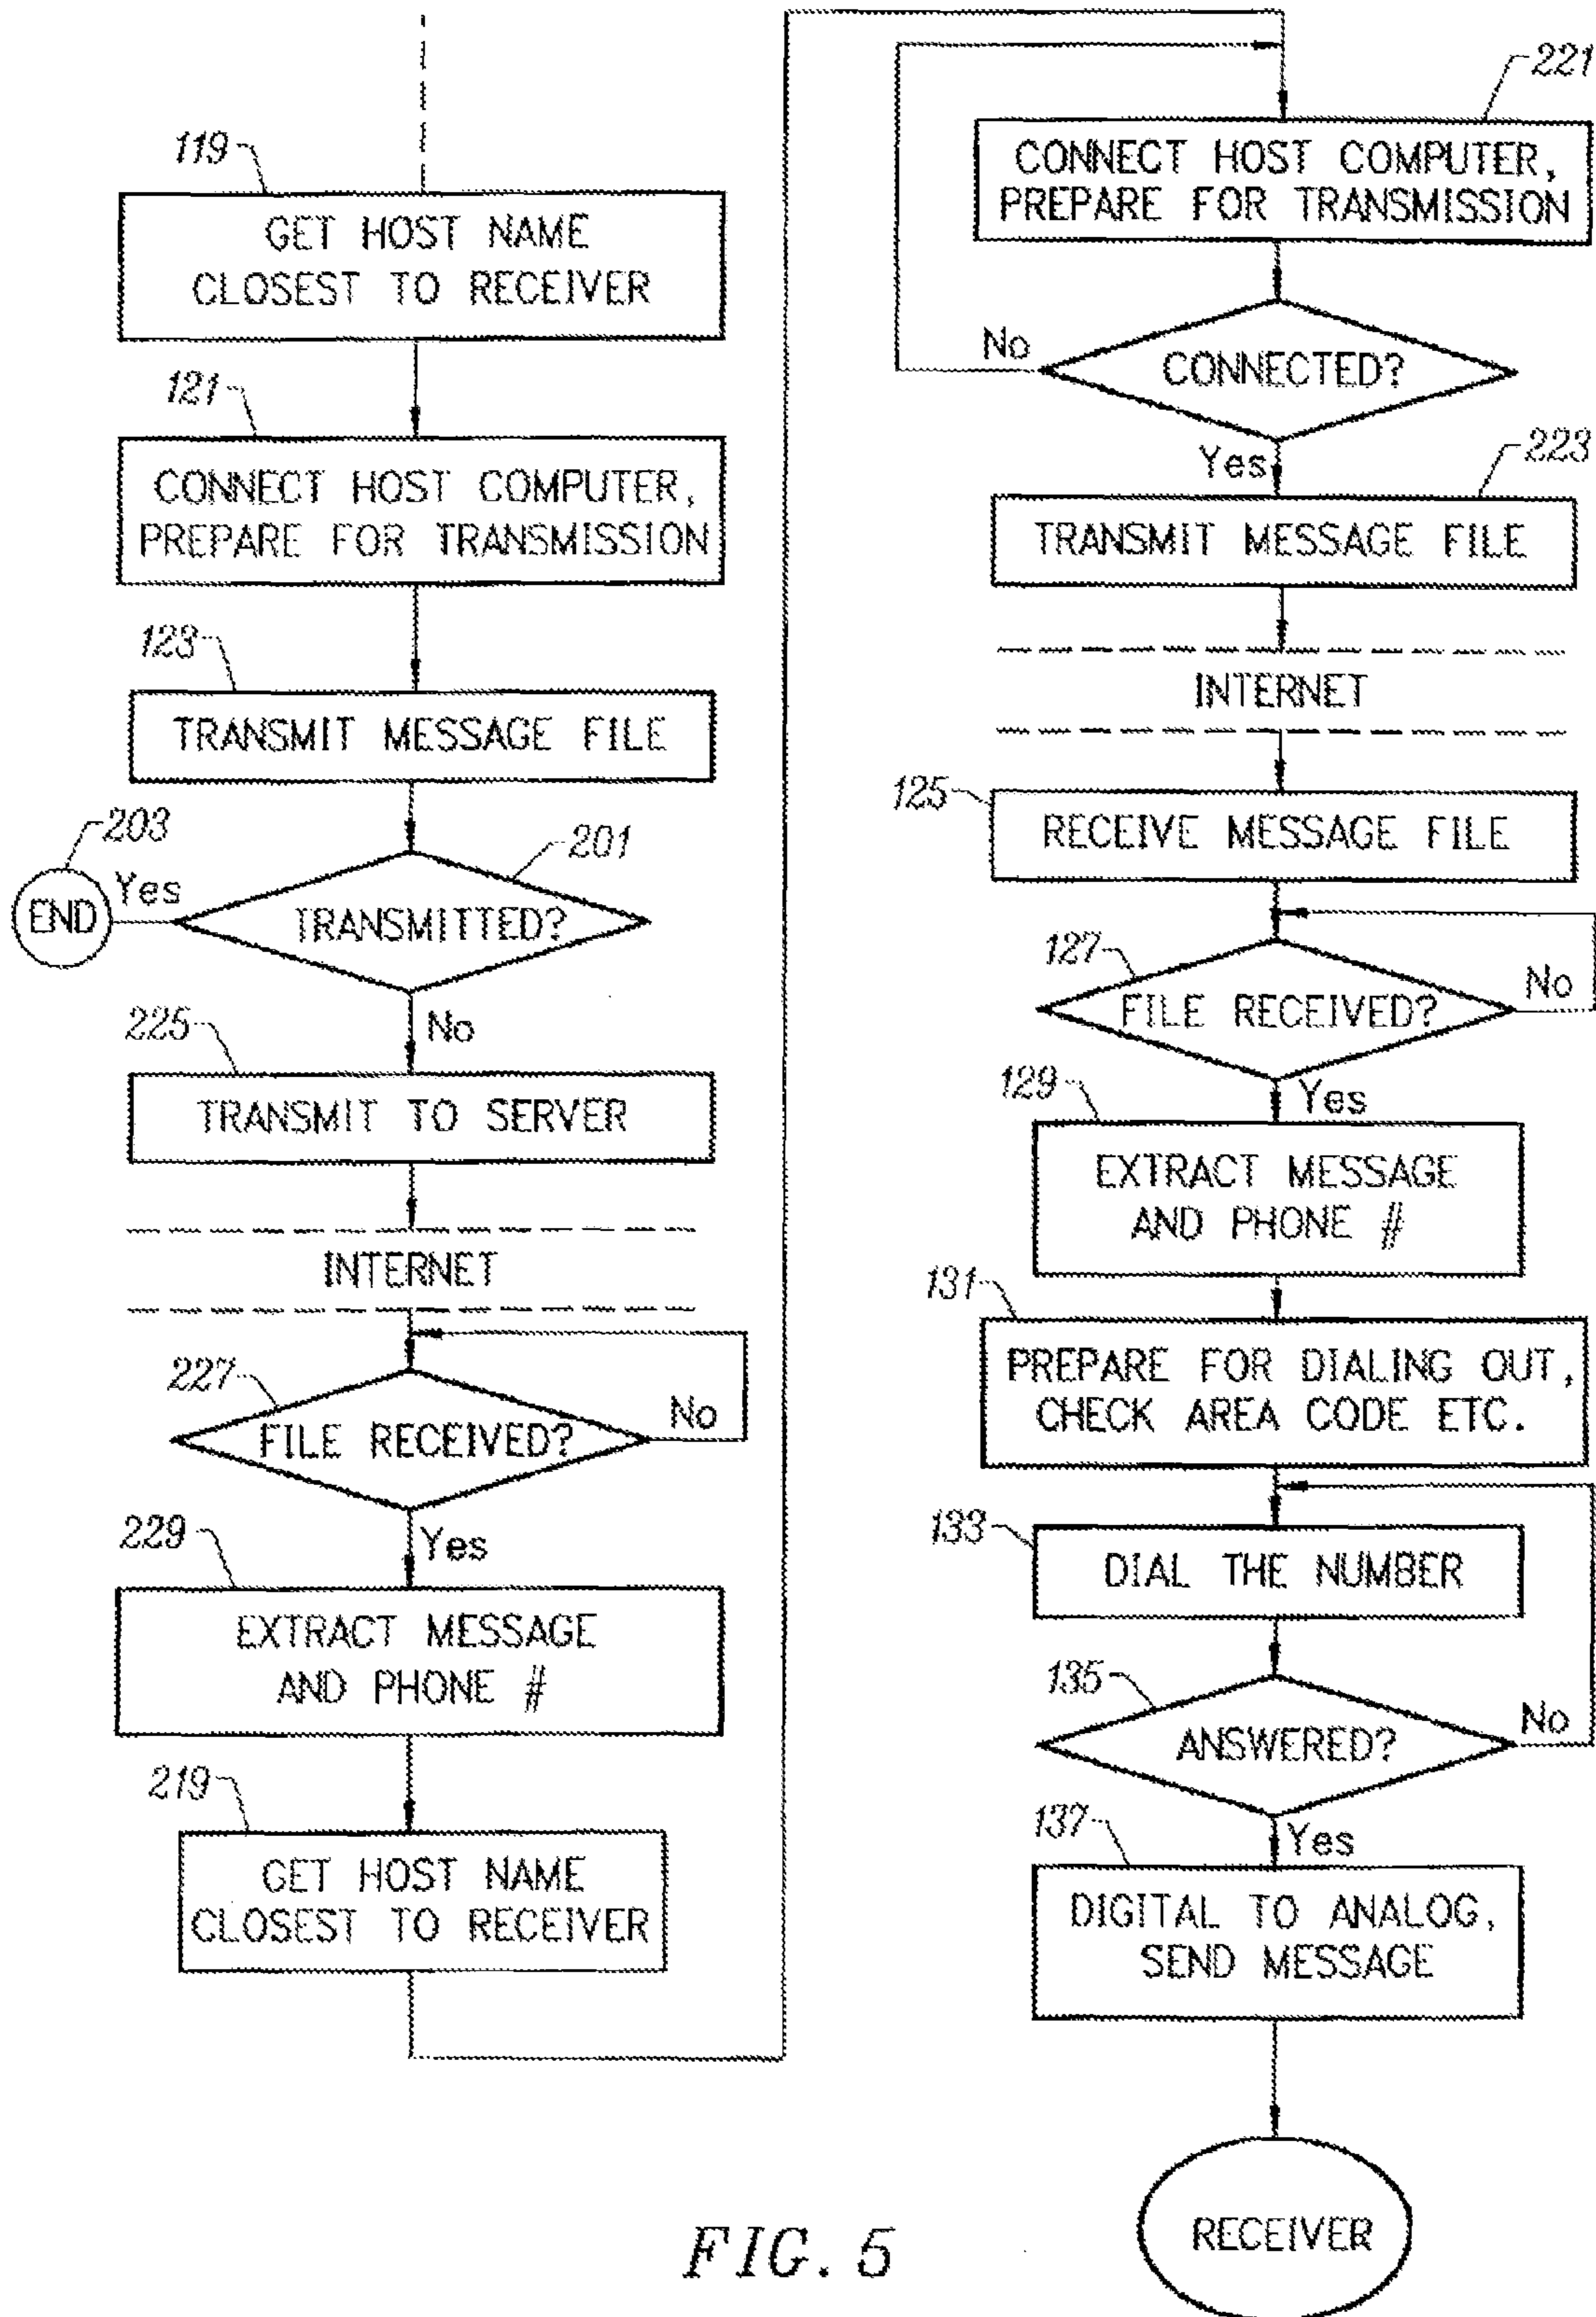 119
GET HOST NAME
CLOSEST TO RECEIVER
121
CONNECT HOST COMPUTER,
PREPARE FOR TRANSMISSION
123
TRANSMIT MESSAGE FILE
203
END
Yes
201
TRANSMITTED?
No
225
TRANSMIT TO SERVER
INTERNET
227
FILE RECEIVED?
No
Yes
229
EXTRACT MESSAGE
AND PHONE #
219
GET HOST NAME
CLOSEST TO RECEIVER
221
CONNECT HOST COMPUTER,
PREPARE FOR TRANSMISSION
No
CONNECTED?
Yes
223
TRANSMIT MESSAGE FILE
INTERNET
125
RECEIVE MESSAGE FILE
127
FILE RECEIVED?
No
Yes
129
EXTRACT MESSAGE
AND PHONE #
131
PREPARE FOR DIALING OUT,
CHECK AREA CODE ETC.
133
DIAL THE NUMBER
135
ANSWERED?
No
Yes
137
DIGITAL TO ANALOG,
SEND MESSAGE
RECEIVER
FIG. 5